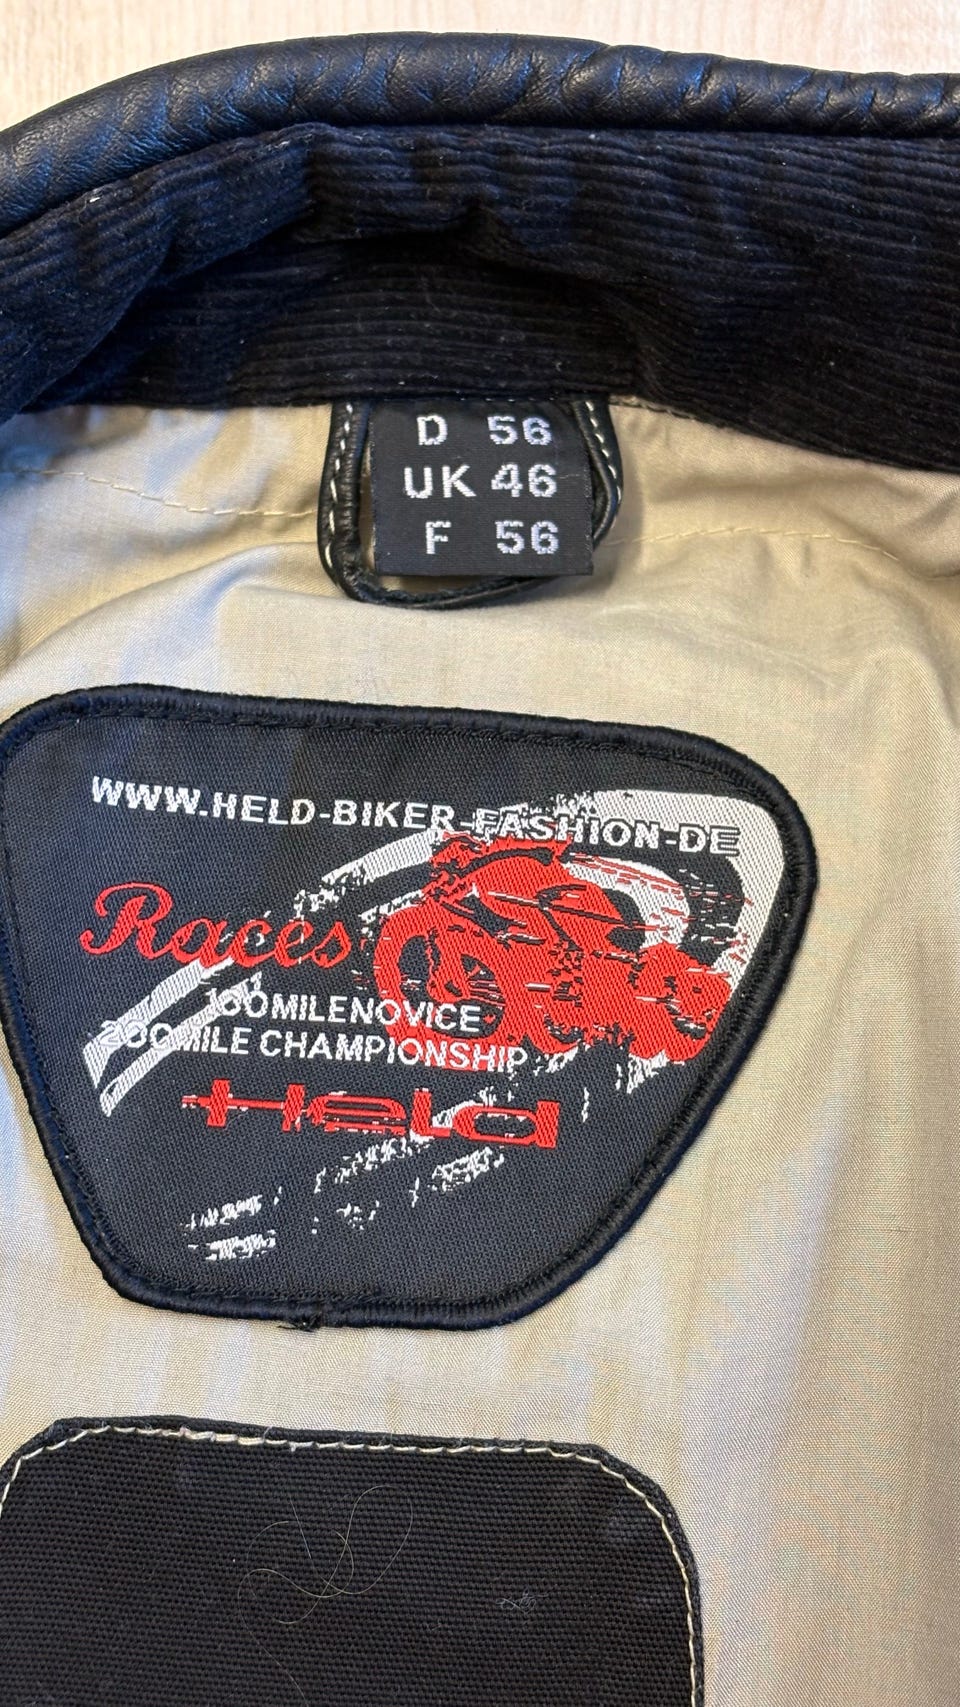 D 56
UK 46
F 56
WWW.HELD-BIKER-FASHION-DE
Races
100MILENOVICE
200MILE CHAMPIONSHIP
Held